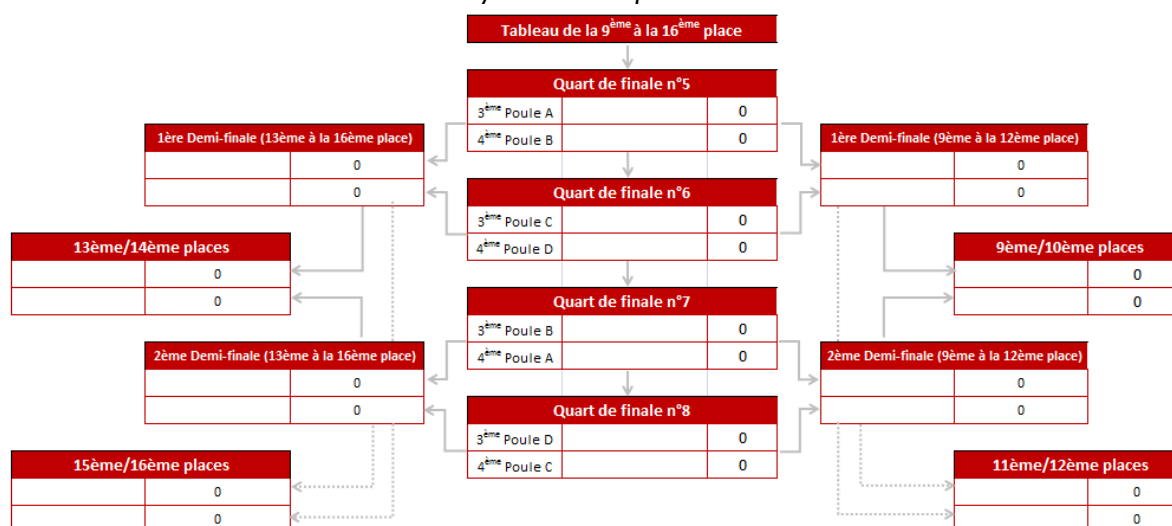 Tableau de la 9ème à la 16ème place
Quart de finale n°5
3ème Poule A 0
4ème Poule B 0
1ère Demi-finale (13ème à la 16ème place)
0
0
1ère Demi-finale (9ème à la 12ème place)
0
0
Quart de finale n°6
3ème Poule C 0
4ème Poule D 0
13ème/14ème places
0
0
9ème/10ème places
0
0
Quart de finale n°7
3ème Poule B 0
4ème Poule A 0
2ème Demi-finale (13ème à la 16ème place)
0
0
2ème Demi-finale (9ème à la 12ème place)
0
0
Quart de finale n°8
3ème Poule D 0
4ème Poule C 0
15ème/16ème places
0
0
11ème/12ème places
0
0